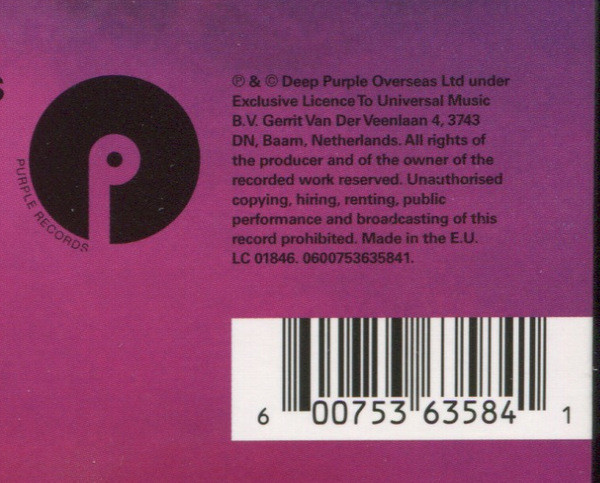 S
PURPLE RECORDS
℗ & © Deep Purple Overseas Ltd under
Exclusive Licence To Universal Music
B.V. Gerrit Van Der Veenlaan 4, 3743
DN, Baarn, Netherlands. All rights of
the producer and of the owner of the
recorded work reserved. Unauthorised
copying, hiring, renting, public
performance and broadcasting of this
record prohibited. Made in the E.U.
LC 01846. 0600753635841.
6 00753 63584 1